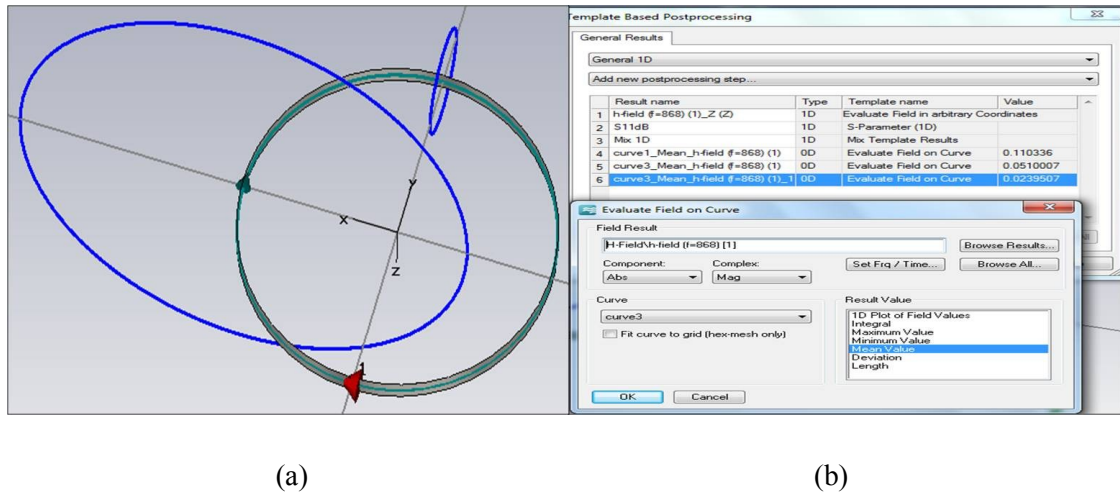 Y
X
Z
1
Template Based Postprocessing
General Results
General 1D
Add new postprocessing step...
Result name Type Template name Value
1 h-field (f=868) (1)_Z (Z) 1D Evaluate Field in arbitrary Coordinates
2 S11dB 1D S-Parameter (1D)
3 Mix 1D 1D Mix Template Results
4 curve1_Mean_h-field (f=868) (1) 0D Evaluate Field on Curve 0.110336
5 curve3_Mean_h-field (f=868) (1) 0D Evaluate Field on Curve 0.0510007
6 curve3_Mean_h-field (f=868) (1)_1 0D Evaluate Field on Curve 0.0239507
Evaluate Field on Curve
Field Result
H-Field\h-field (f=868) [1] Browse Results...
Component: Complex:
Abs Mag Set Frq / Time... Browse All...
Curve
curve3
Fit curve to grid (hex-mesh only)
Result Value
1D Plot of Field Values
Integral
Maximum Value
Minimum Value
Mean Value
Deviation
Length
OK Cancel
(a) (b)